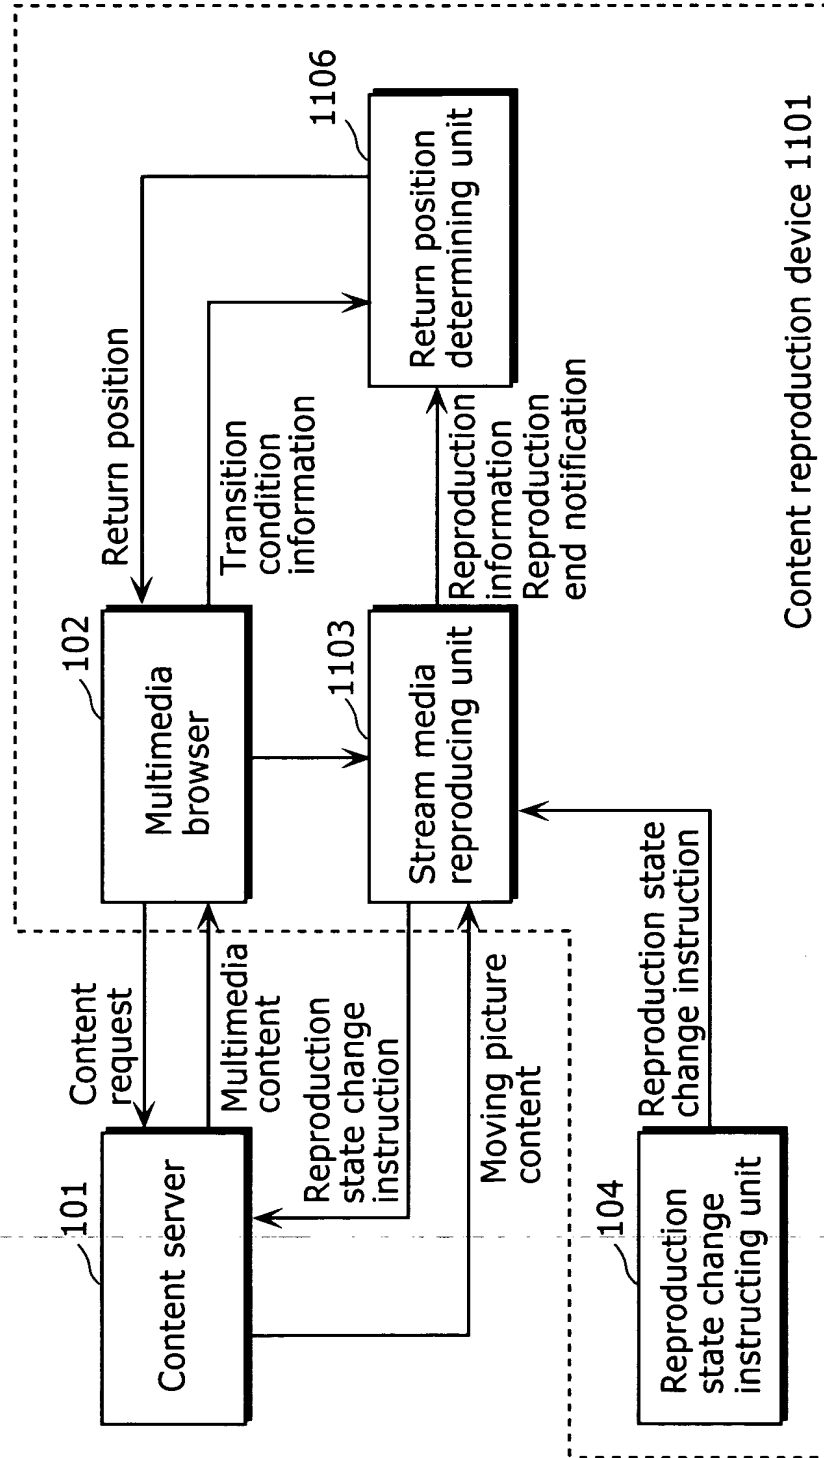 101
Content server
Content
request
Multimedia
content
Reproduction
state change
instruction
Moving picture
content
102
Multimedia
browser
1103
Stream media
reproducing unit
Return position
Transition
condition
information
Reproduction
information
Reproduction
end notification
1106
Return position
determining unit
104
Reproduction
state change
instructing unit
Reproduction state
change instruction
Content reproduction device 1101